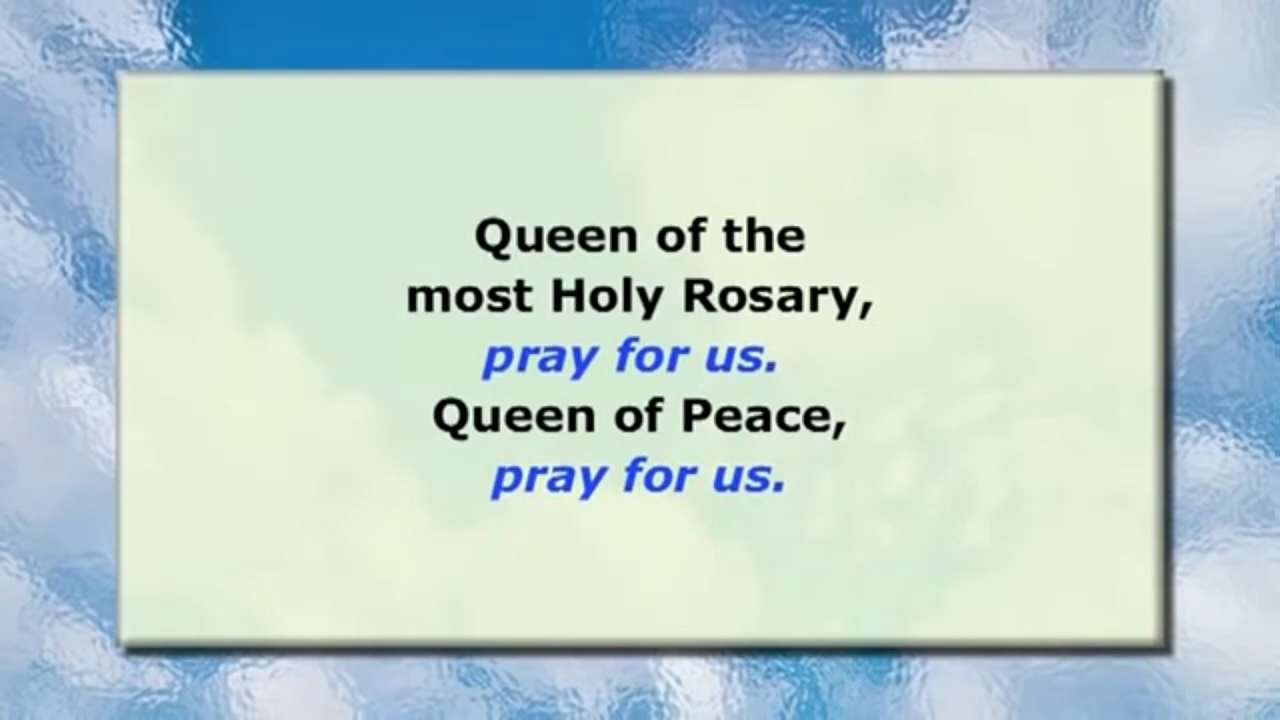 Queen of the
most Holy Rosary,
pray for us.
Queen of Peace,
pray for us.